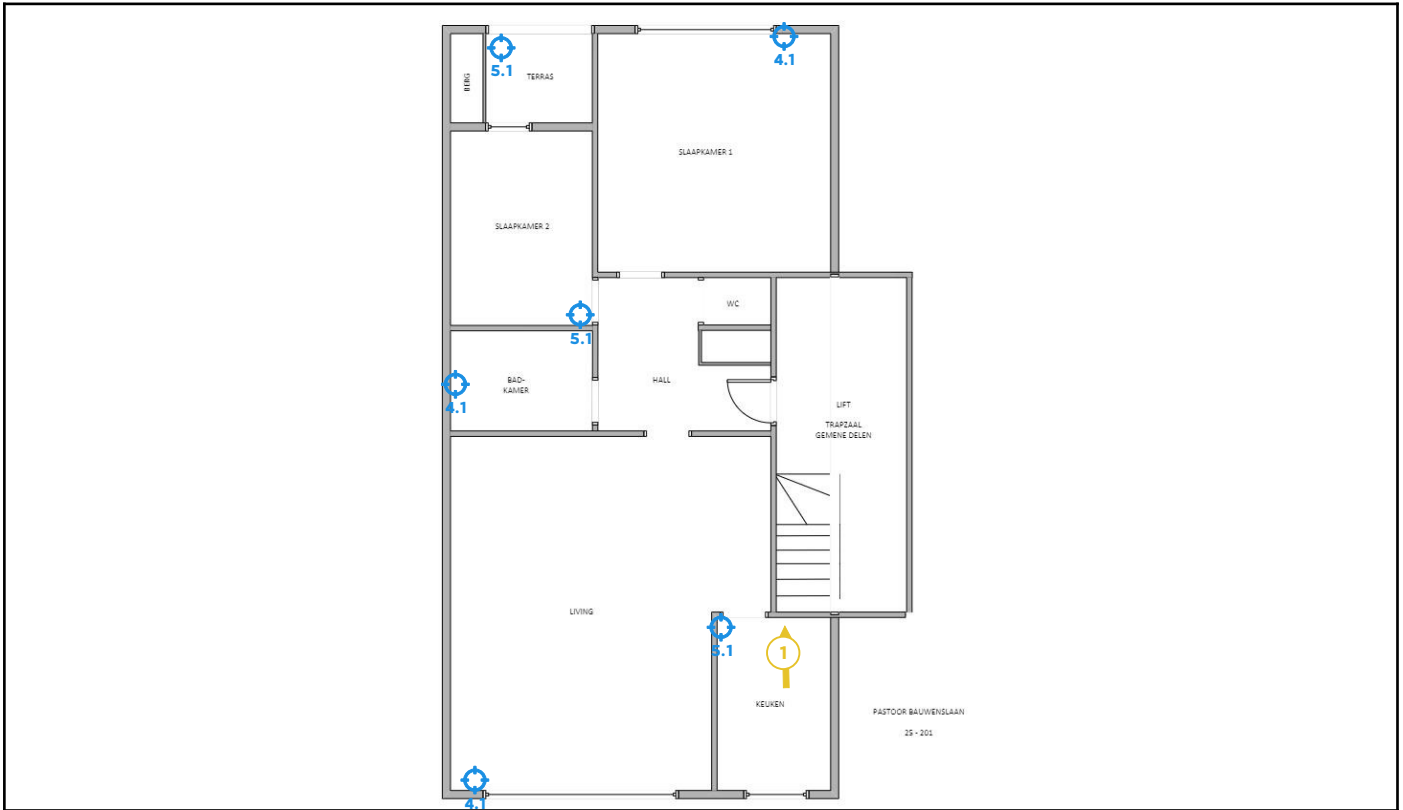 4.1
5.1
TERRAS
BERG
SLAAPKAMER 1
SLAAPKAMER 2
WC
5.1
BAD-
KAMER
HALL
4.1
LIFT
TRAPZAAL
GEMENE DELEN
LIVING
5.1
1
KEUKEN
PASTOOR BAUWENSLAAN
25 - 201
4.1